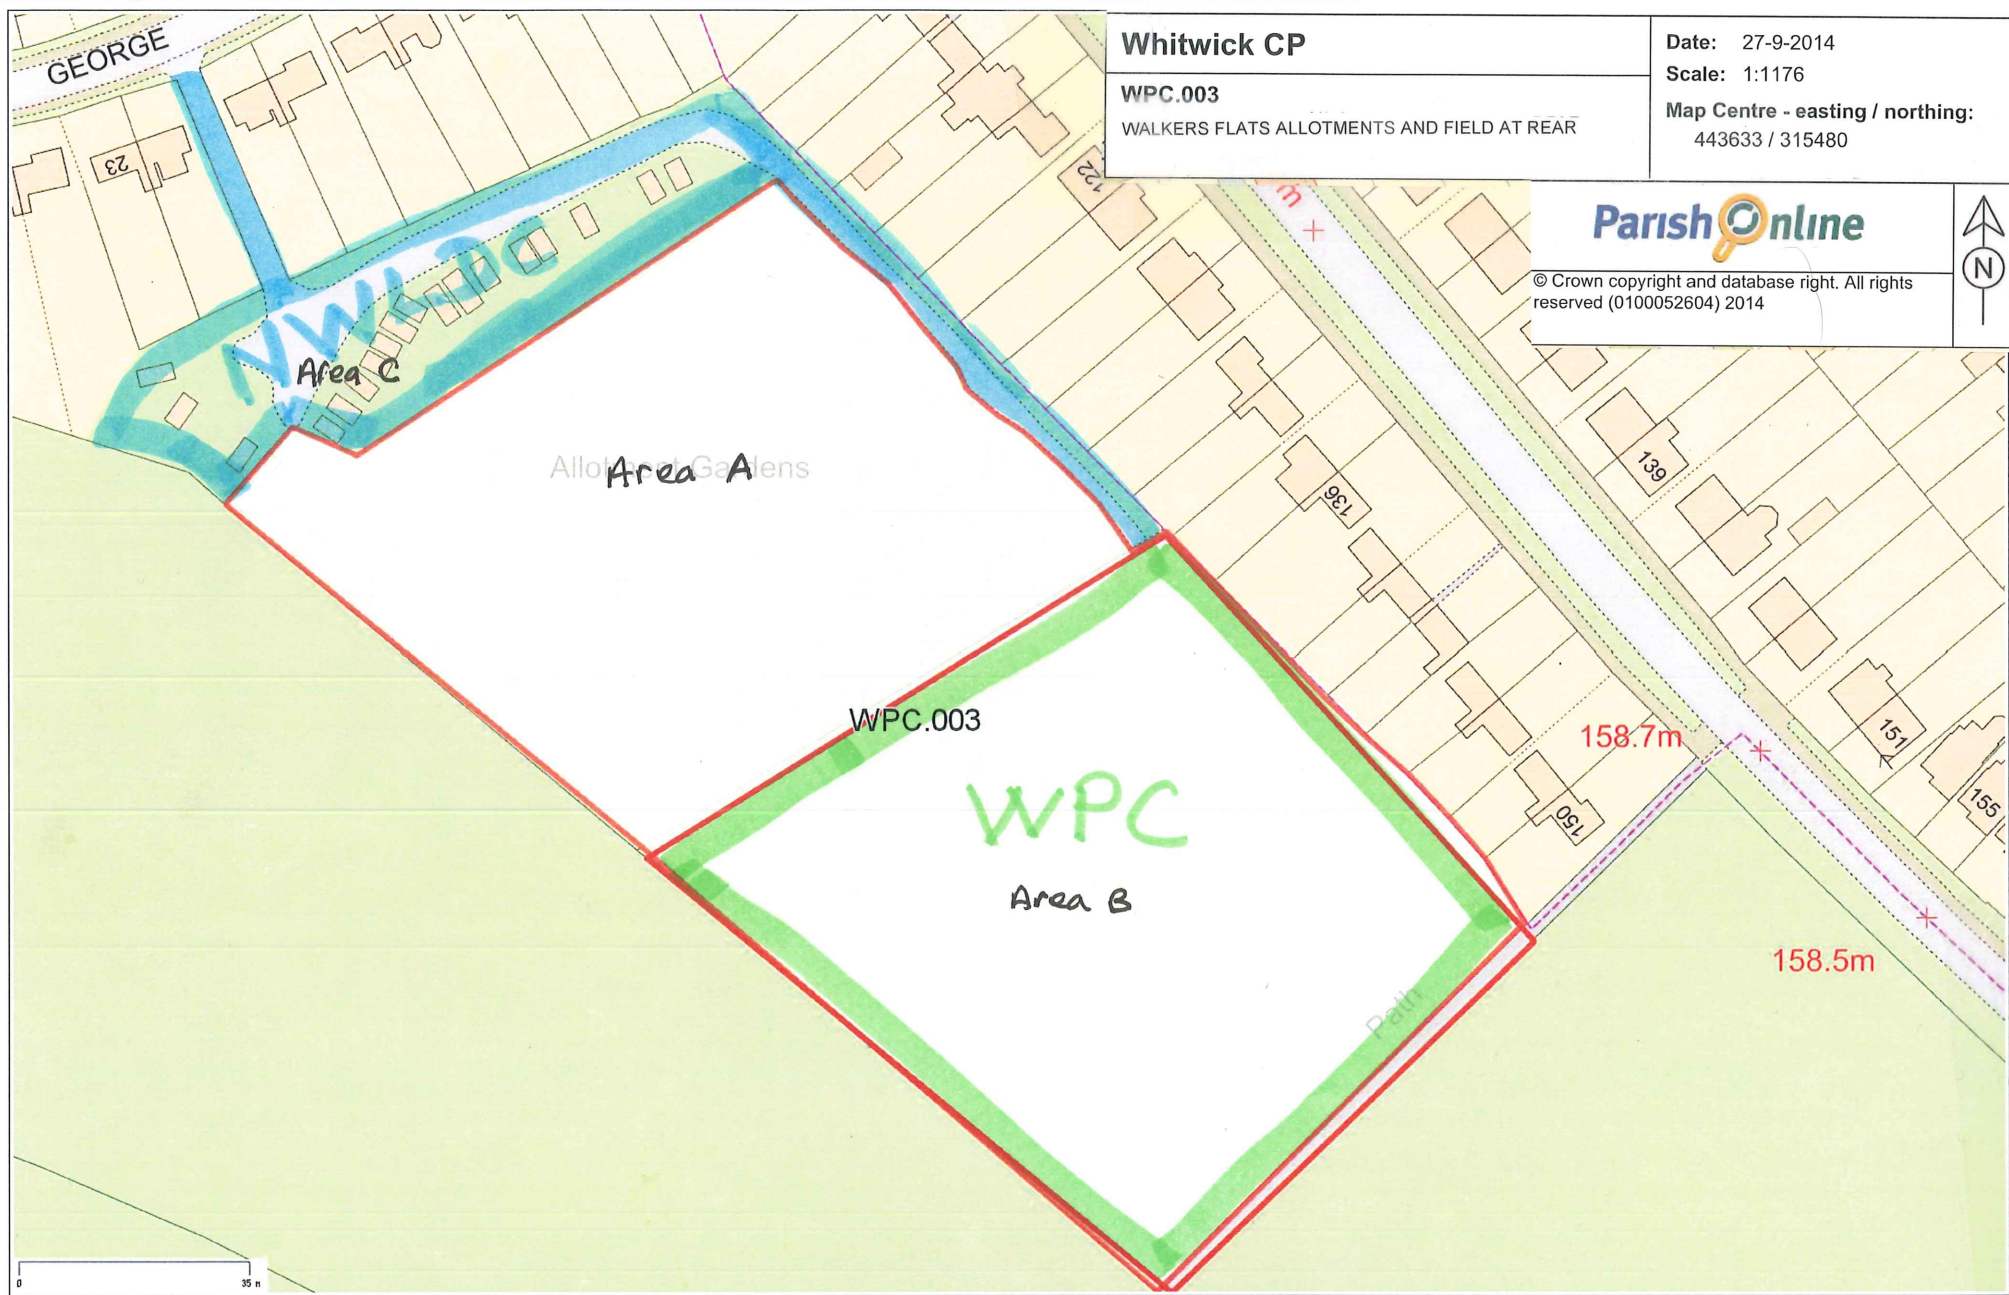 GEORGE
Whitwick CP
WPC.003
WALKERS FLATS ALLOTMENTS AND FIELD AT REAR
Date: 27-9-2014
Scale: 1:1176
Map Centre - easting / northing:
443633 / 315480
Parish Online
© Crown copyright and database right. All rights
reserved (0100052604) 2014
N
23
122
NWLDC
Area C
Allotment Gardens
Area A
136
139
WPC.003
WPC
Area B
158.7m
151
150
155
158.5m
Path
0 35 m